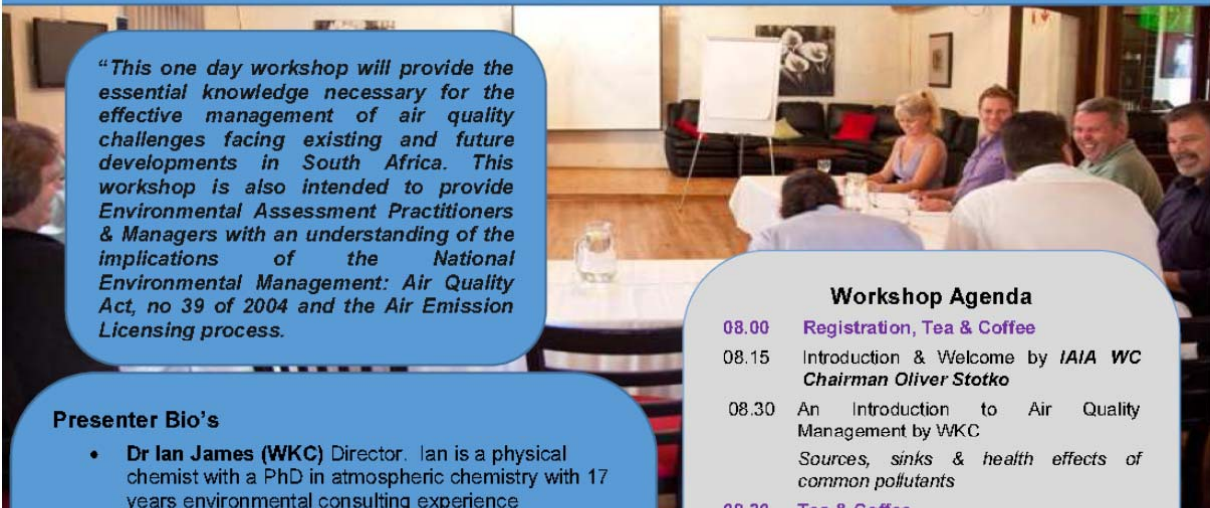 “This one day workshop will provide the
essential knowledge necessary for the
effective management of air quality
challenges facing existing and future
developments in South Africa. This
workshop is also intended to provide
Environmental Assessment Practitioners
& Managers with an understanding of the
implications of the National
Environmental Management: Air Quality
Act, no 39 of 2004 and the Air Emission
Licensing process.
Presenter Bio’s
• Dr Ian James (WKC) Director. Ian is a physical
chemist with a PhD in atmospheric chemistry with 17
years environmental consulting experience
Workshop Agenda
08.00 Registration, Tea & Coffee
08.15 Introduction & Welcome by IAIA WC
Chairman Oliver Stotko
08.30 An Introduction to Air Quality
Management by WKC
Sources, sinks & health effects of
common pollutants
Tea & Coffee